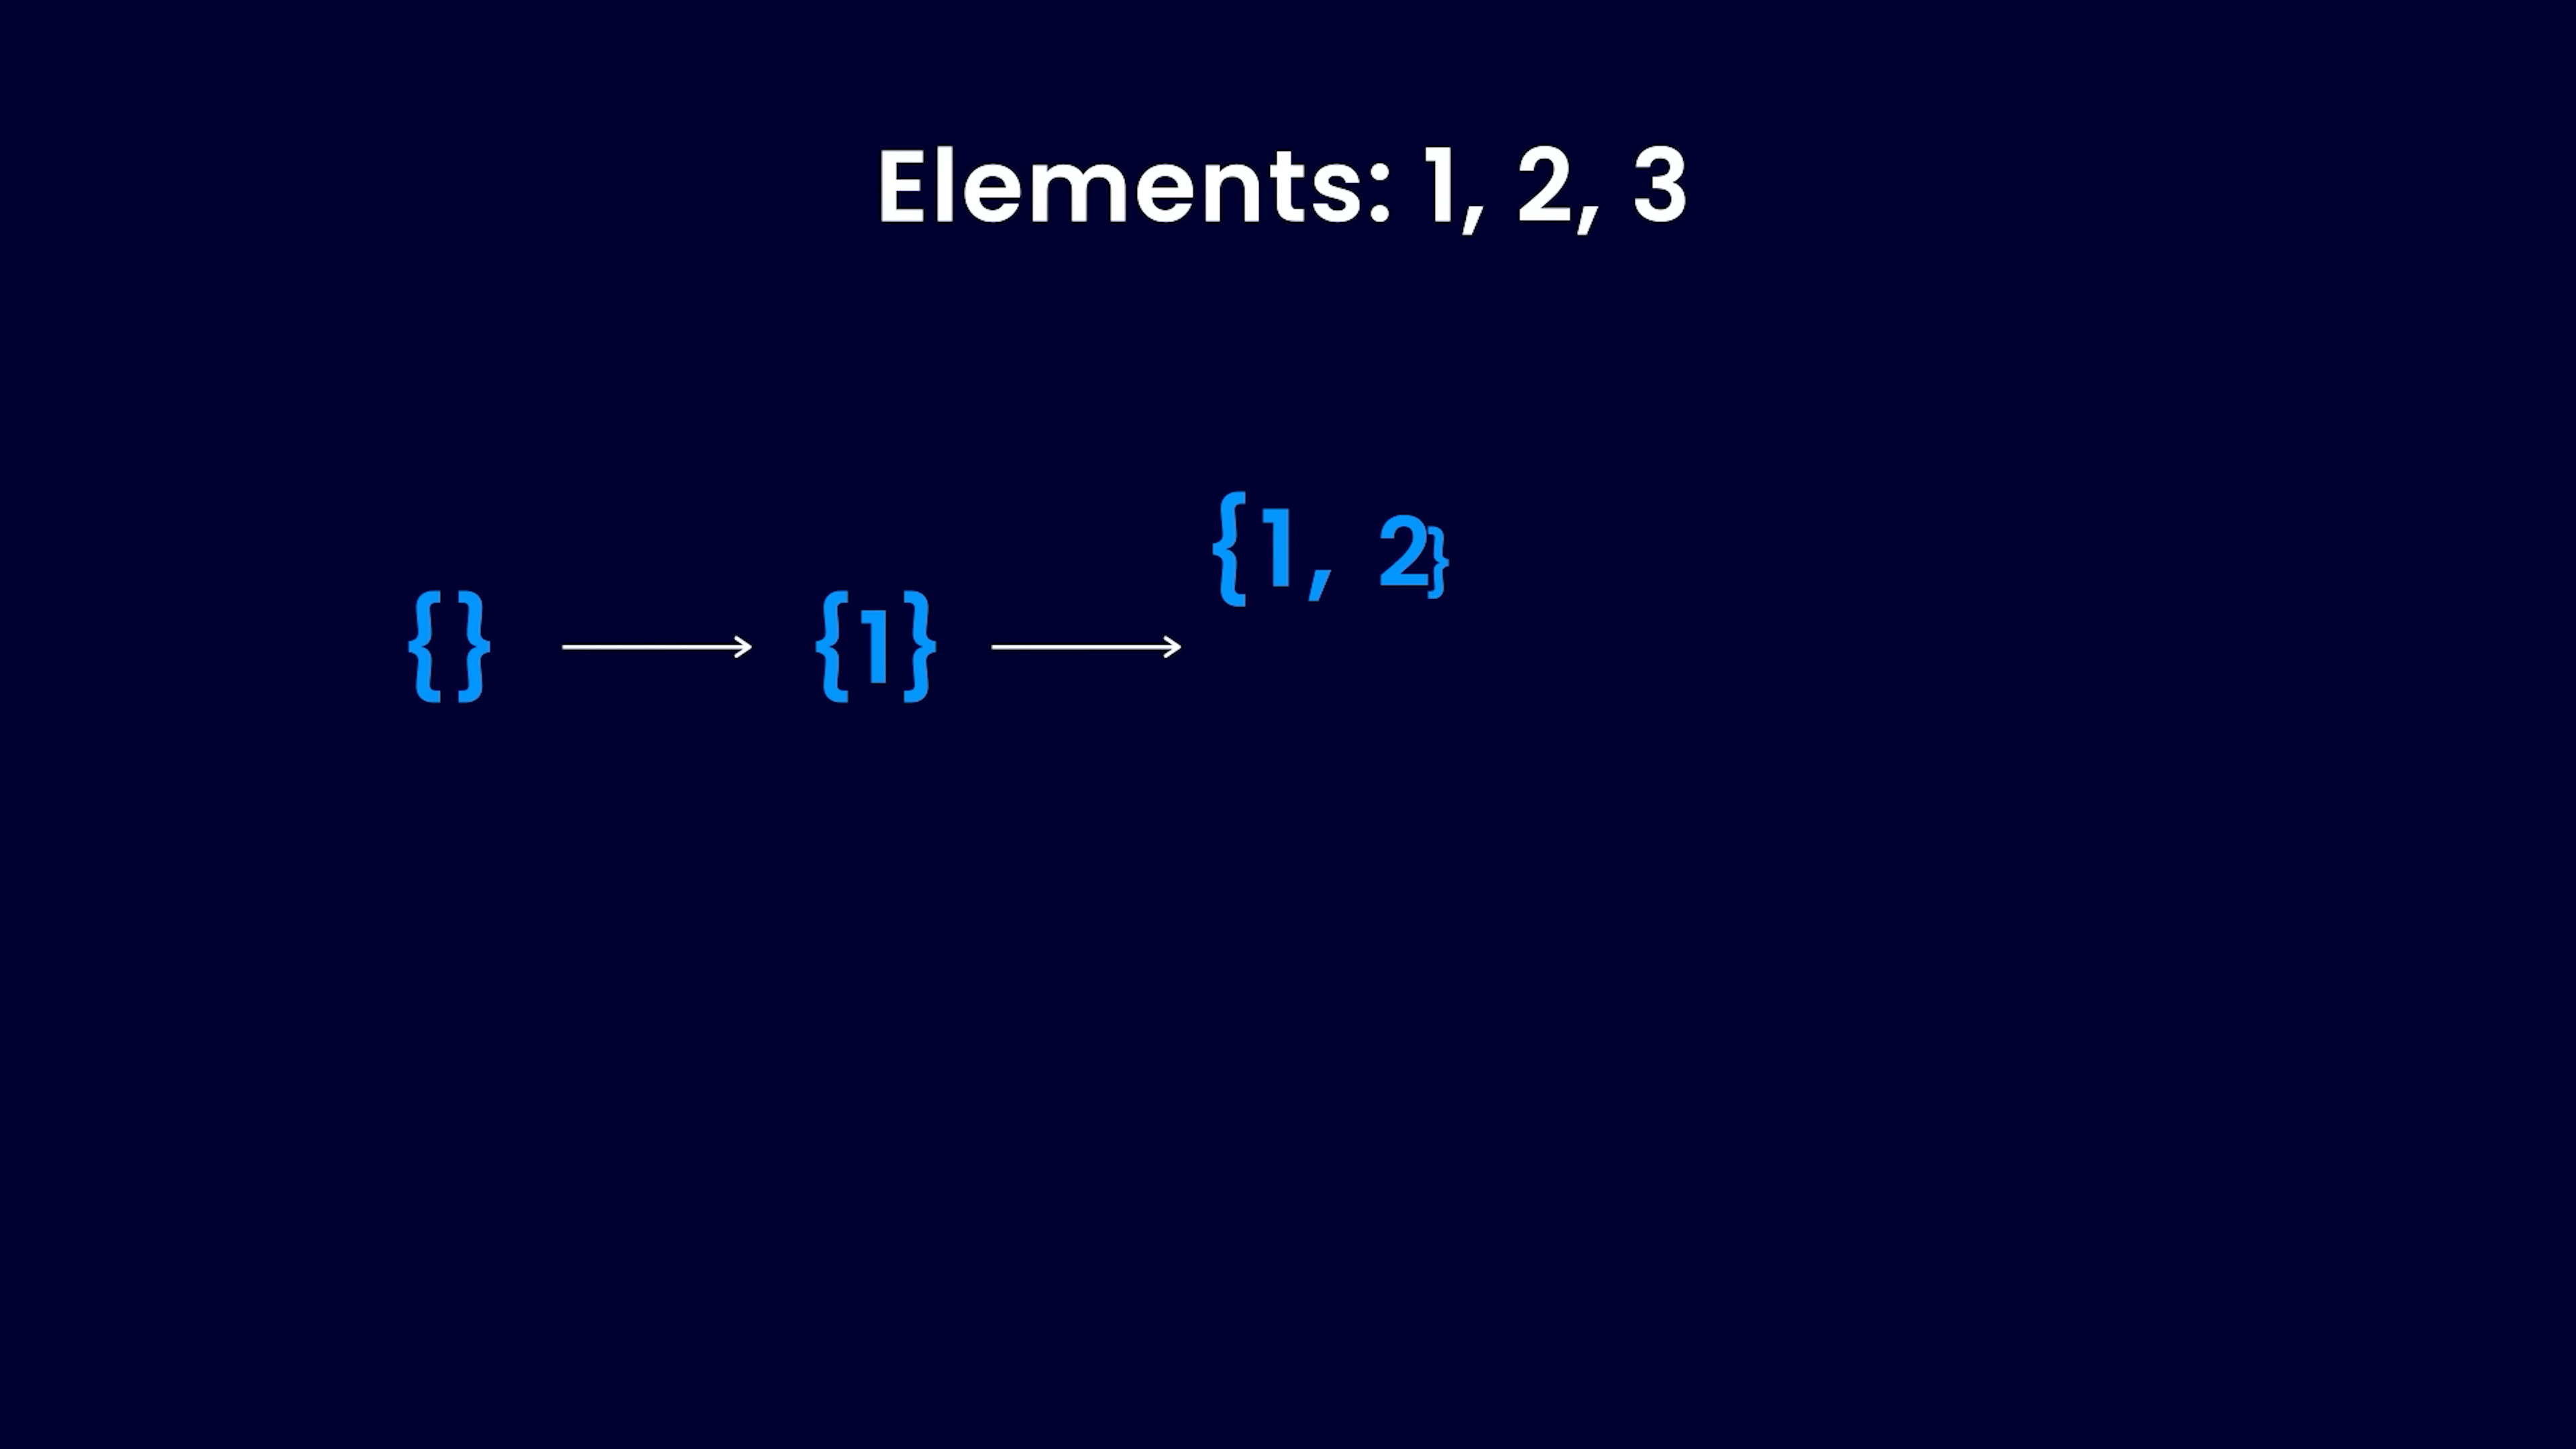 Elements: 1, 2, 3
{1, 2}
{} → {1} →